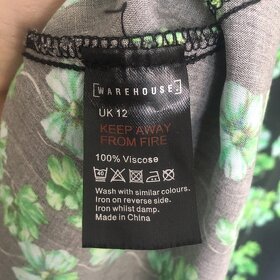 WAREHOUSE
UK 12
KEEP AWAY
FROM FIRE
100% Viscose
40
Wash with similar colours.
Iron on reverse side.
Iron whilst damp.
Made in China